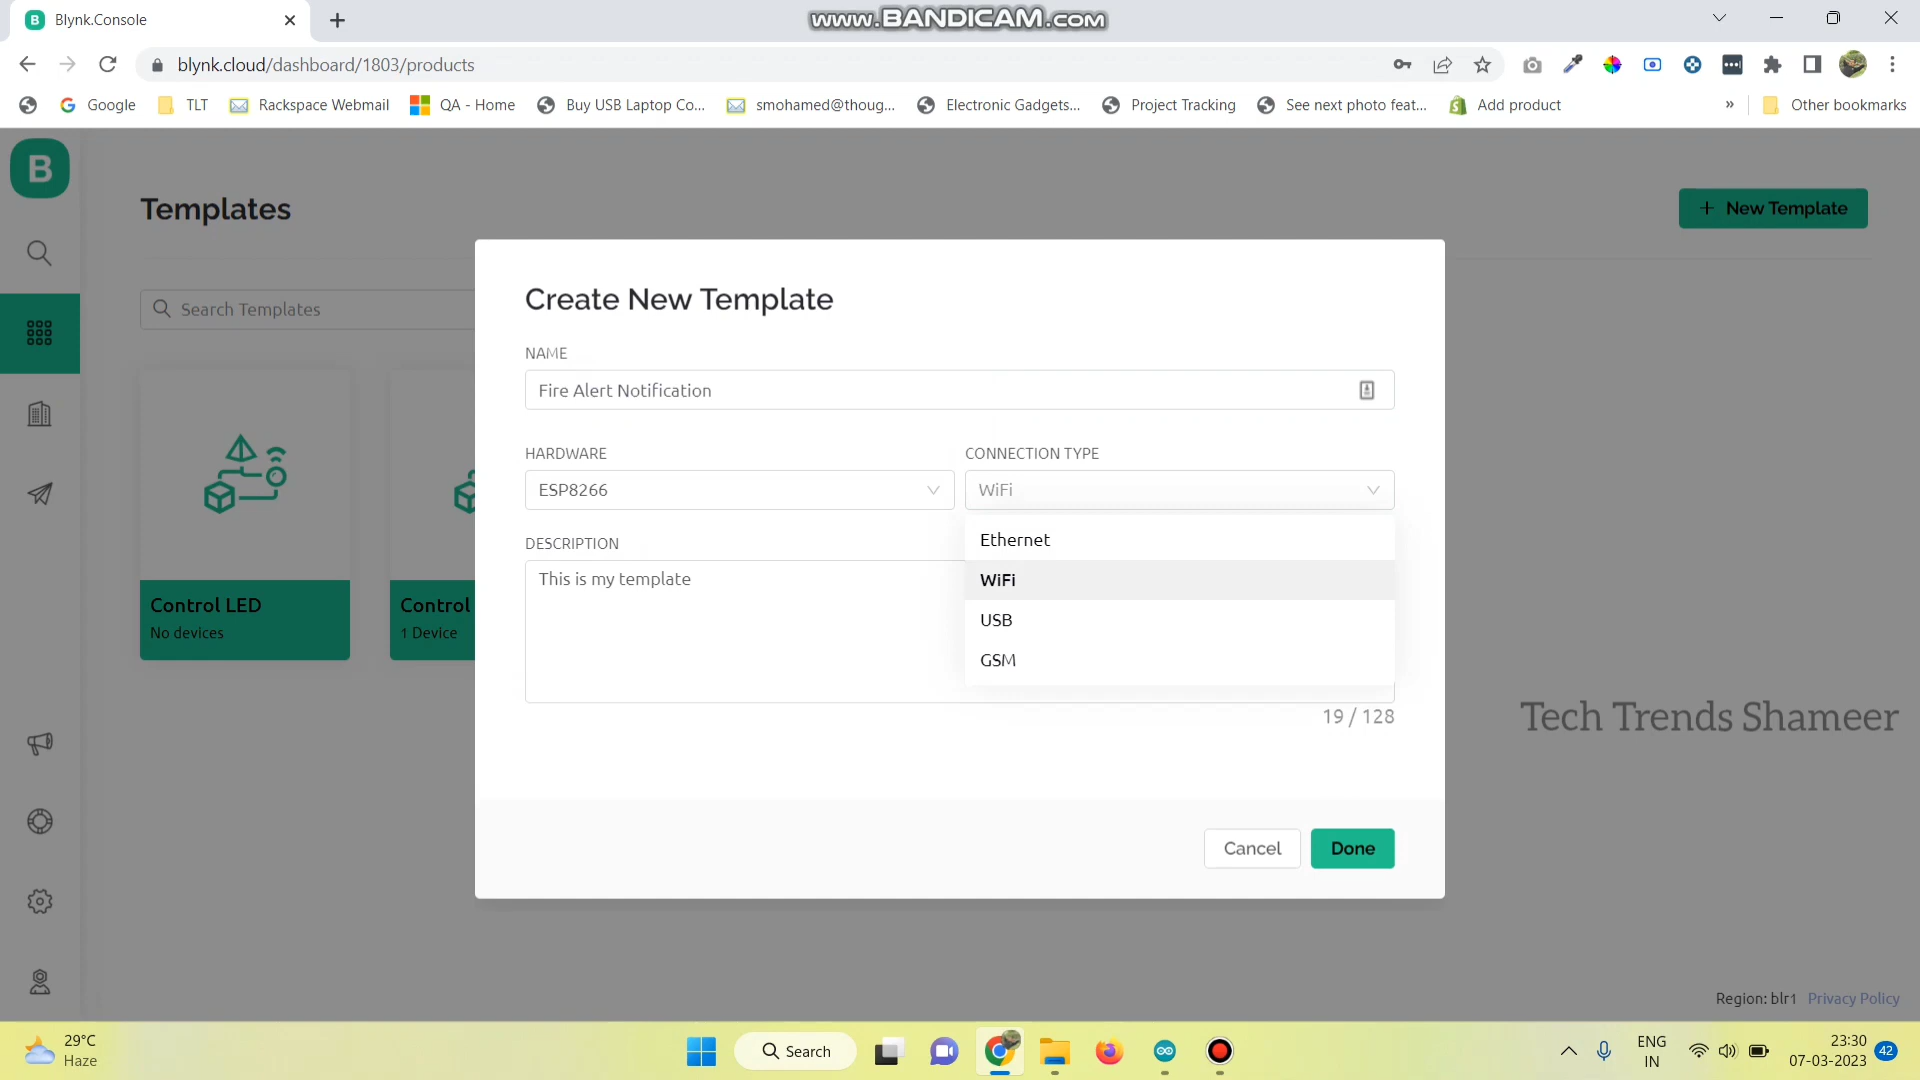 Blynk.Console
www.BANDICAM.com
blynk.cloud/dashboard/1803/products
Google
TLT
Rackspace Webmail
QA - Home
Buy USB Laptop Co...
smohamed@thoug...
Electronic Gadgets...
Project Tracking
See next photo feat...
Add product
»
Other bookmarks
B
Templates
+ New Template
Search Templates
Create New Template
NAME
Fire Alert Notification
HARDWARE
CONNECTION TYPE
ESP8266
WiFi
Ethernet
DESCRIPTION
This is my template
WiFi
USB
GSM
Control LED
No devices
Control
1 Device
19 / 128
Tech Trends Shameer
Cancel
Done
Region: blr1
Privacy Policy
29°C
Haze
Search
ENG
IN
23:30
07-03-2023
42